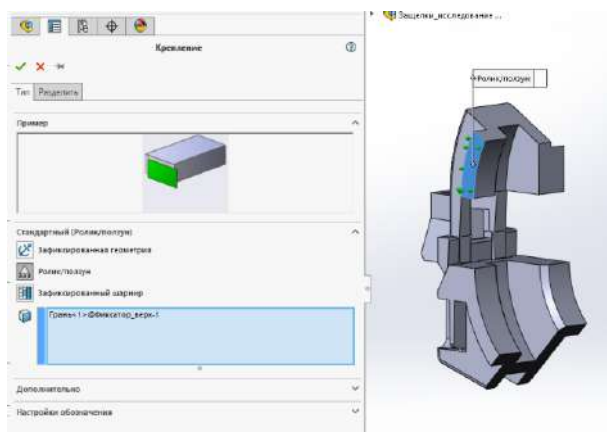 Защелки_исследование ...
Крепление
Тип Разделить
Пример
Ролик/ползун
Стандартный (Ролик/ползун)
Зафиксированная геометрия
Ролик/ползун
Зафиксированный шарнир
Грань<1>@Фиксатор_верх-1
Дополнительно
Настройки обозначения